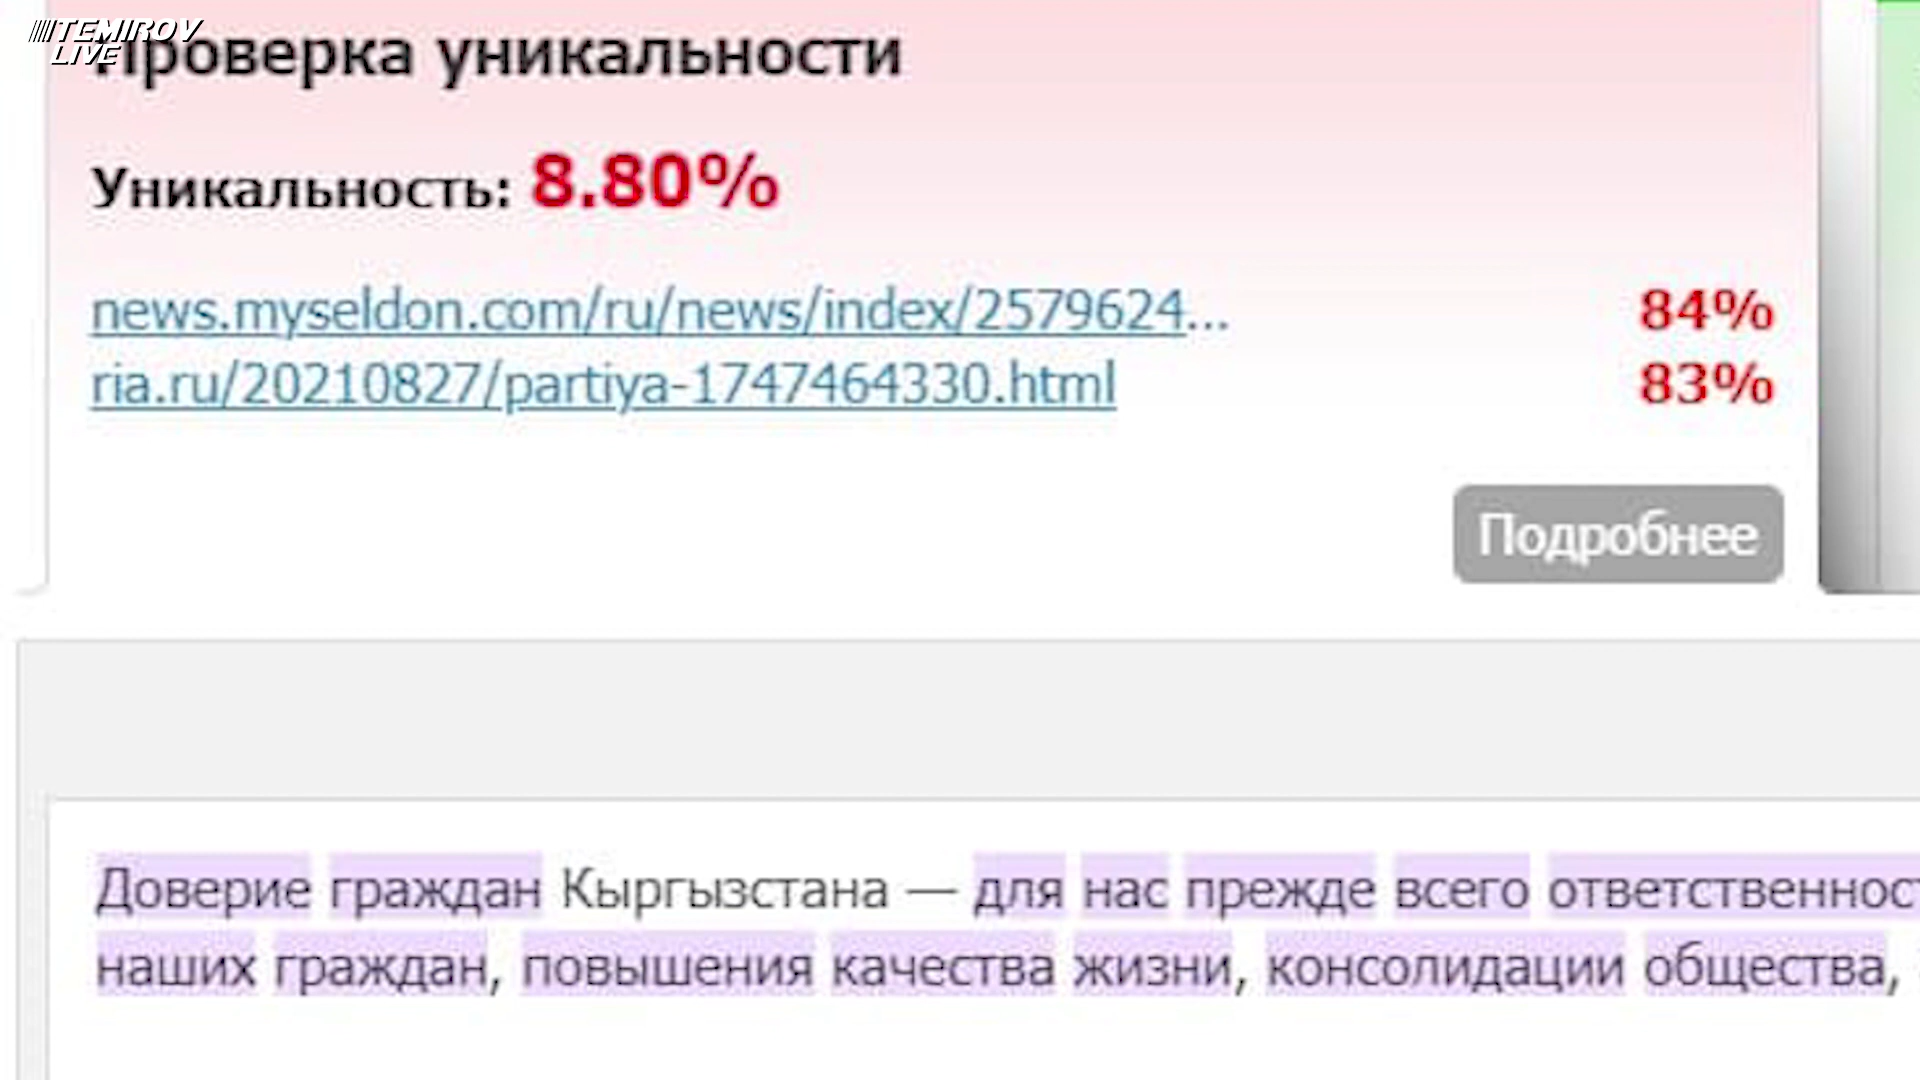 TEMIROV
LIVE
Проверка уникальности
Уникальность: 8.80%
news.myseldon.com/ru/news/index/2579624... 84%
ria.ru/20210827/partiya-1747464330.html 83%
Подробнее
Доверие граждан Кыргызстана — для нас прежде всего ответственнос
наших граждан, повышения качества жизни, консолидации общества,